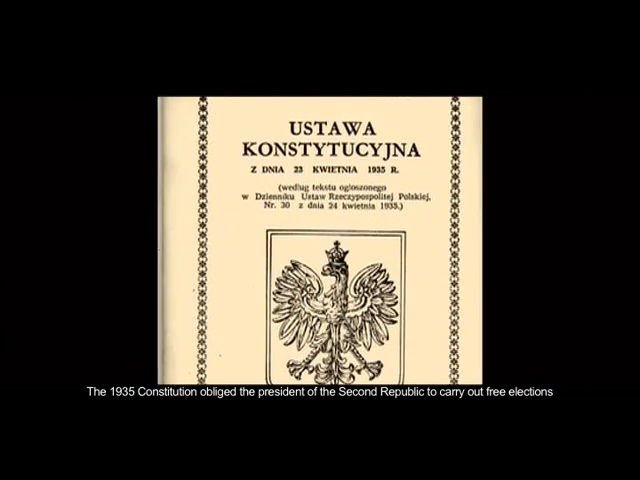 USTAWA
KONSTYTUCYJNA
Z DNIA 23 KWIETNIA 1935 R.
(według tekstu ogłoszonego
w Dzienniku Ustaw Rzeczypospolitej Polskiej,
Nr. 30 z dnia 24 kwietnia 1935.)
The 1935 Constitution obliged the president of the Second Republic to carry out free elections